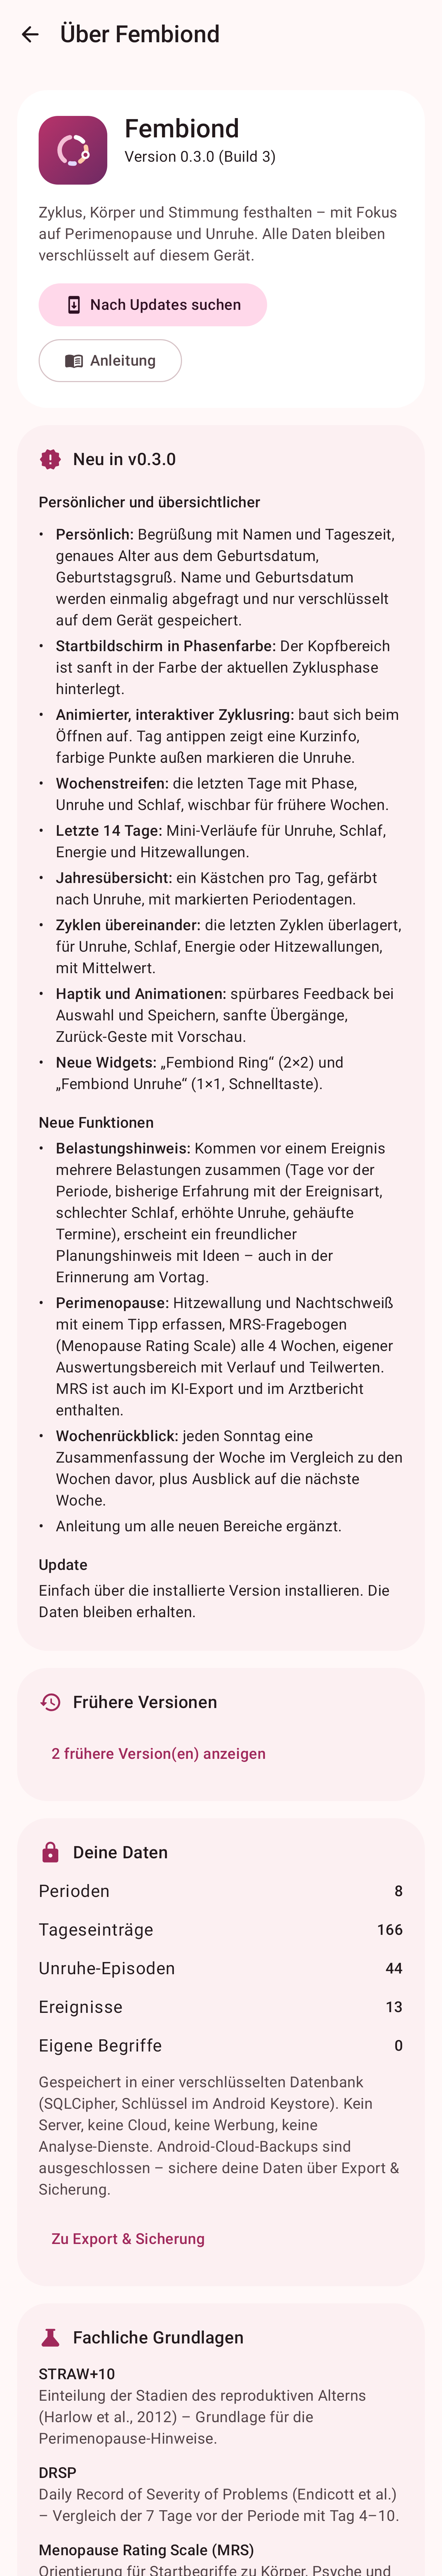 Über Fembiond
Fembiond
Version 0.3.0 (Build 3)
Zyklus, Körper und Stimmung festhalten – mit Fokus
auf Perimenopause und Unruhe. Alle Daten bleiben
verschlüsselt auf diesem Gerät.
Nach Updates suchen
Anleitung
Neu in v0.3.0
Persönlicher und übersichtlicher
• Persönlich: Begrüßung mit Namen und Tageszeit,
genaues Alter aus dem Geburtsdatum,
Geburtstagsgruß. Name und Geburtsdatum
werden einmalig abgefragt und nur verschlüsselt
auf dem Gerät gespeichert.
• Startbildschirm in Phasenfarbe: Der Kopfbereich
ist sanft in der Farbe der aktuellen Zyklusphase
hinterlegt.
• Animierter, interaktiver Zyklusring: baut sich beim
Öffnen auf. Tag antippen zeigt eine Kurzinfo,
farbige Punkte außen markieren die Unruhe.
• Wochenstreifen: die letzten Tage mit Phase,
Unruhe und Schlaf, wischbar für frühere Wochen.
• Letzte 14 Tage: Mini-Verläufe für Unruhe, Schlaf,
Energie und Hitzewallungen.
• Jahresübersicht: ein Kästchen pro Tag, gefärbt
nach Unruhe, mit markierten Periodentagen.
• Zyklen übereinander: die letzten Zyklen überlagert,
für Unruhe, Schlaf, Energie oder Hitzewallungen,
mit Mittelwert.
• Haptik und Animationen: spürbares Feedback bei
Auswahl und Speichern, sanfte Übergänge,
Zurück-Geste mit Vorschau.
• Neue Widgets: „Fembiond Ring“ (2×2) und
„Fembiond Unruhe“ (1×1, Schnelltaste).
Neue Funktionen
• Belastungshinweis: Kommen vor einem Ereignis
mehrere Belastungen zusammen (Tage vor der
Periode, bisherige Erfahrung mit der Ereignisart,
schlechter Schlaf, erhöhte Unruhe, gehäufte
Termine), erscheint ein freundlicher
Planungshinweis mit Ideen – auch in der
Erinnerung am Vortag.
• Perimenopause: Hitzewallung und Nachtschweiß
mit einem Tipp erfassen, MRS-Fragebogen
(Menopause Rating Scale) alle 4 Wochen, eigener
Auswertungsbereich mit Verlauf und Teilwerten.
MRS ist auch im KI-Export und im Arztbericht
enthalten.
• Wochenrückblick: jeden Sonntag eine
Zusammenfassung der Woche im Vergleich zu den
Wochen davor, plus Ausblick auf die nächste
Woche.
• Anleitung um alle neuen Bereiche ergänzt.
Update
Einfach über die installierte Version installieren. Die
Daten bleiben erhalten.
Frühere Versionen
2 frühere Version(en) anzeigen
Deine Daten
Perioden 8
Tageseinträge 166
Unruhe-Episoden 44
Ereignisse 13
Eigene Begriffe 0
Gespeichert in einer verschlüsselten Datenbank
(SQLCipher, Schlüssel im Android Keystore). Kein
Server, keine Cloud, keine Werbung, keine
Analyse-Dienste. Android-Cloud-Backups sind
ausgeschlossen – sichere deine Daten über Export &
Sicherung.
Zu Export & Sicherung
Fachliche Grundlagen
STRAW+10
Einteilung der Stadien des reproduktiven Alterns
(Harlow et al., 2012) – Grundlage für die
Perimenopause-Hinweise.
DRSP
Daily Record of Severity of Problems (Endicott et al.)
– Vergleich der 7 Tage vor der Periode mit Tag 4–10.
Menopause Rating Scale (MRS)
Orientierung für Startbegriffe zu Körper, Psyche und